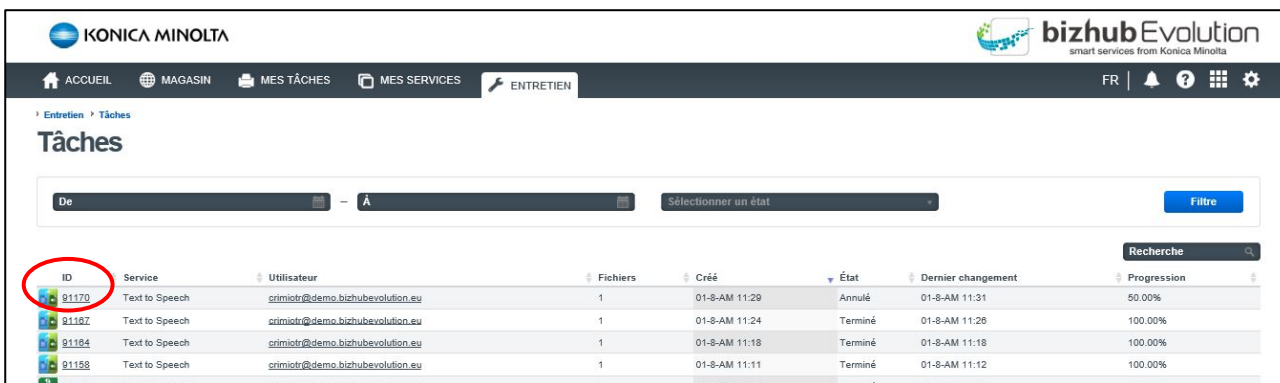 KONICA MINOLTA
bizhub Evolution
smart services from Konica Minolta
ACCUEIL MAGASIN MES TÂCHES MES SERVICES ENTRETIEN FR | ?
› Entretien › Tâches
Tâches
De – À Sélectionner un état Filtre
Recherche
ID Service Utilisateur Fichiers Créé État Dernier changement Progression
91170 Text to Speech crimiotr@demo.bizhubevolution.eu 1 01-8-AM 11:29 Annulé 01-8-AM 11:31 50.00%
91167 Text to Speech crimiotr@demo.bizhubevolution.eu 1 01-8-AM 11:24 Terminé 01-8-AM 11:26 100.00%
91164 Text to Speech crimiotr@demo.bizhubevolution.eu 1 01-8-AM 11:18 Terminé 01-8-AM 11:18 100.00%
91158 Text to Speech crimiotr@demo.bizhubevolution.eu 1 01-8-AM 11:11 Terminé 01-8-AM 11:12 100.00%